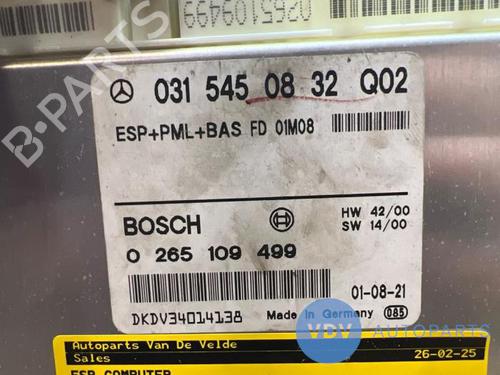 0265109499
031 545 08 32 Q02
ESP+PML+BAS FD 01M08
BOSCH
HW 42/00
SW 14/00
0 265 109 499
01-08-21
DKDV34014138 Made in Germany 085
VDV AUTOPARTS
Autoparts Van De Velde
Sales 26-02-25
ESP COMPUTER